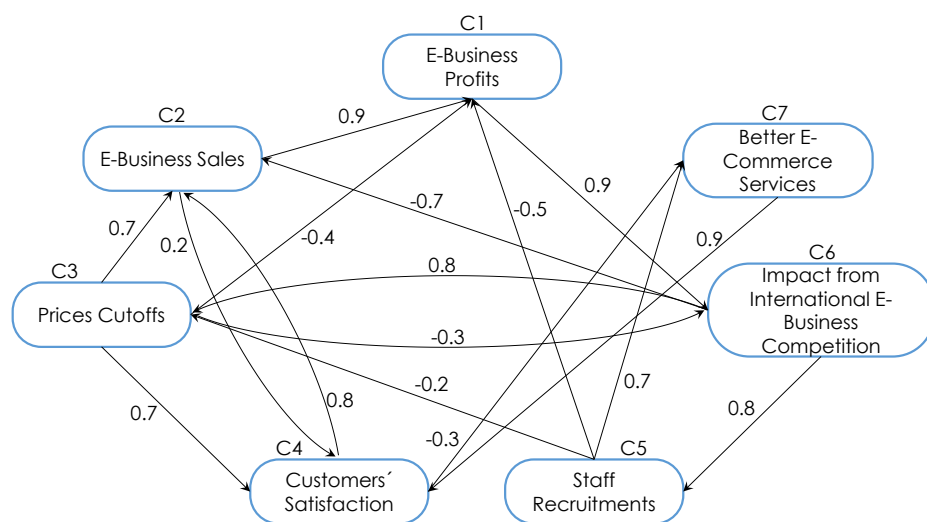 C1
E-Business
Profits
C2
E-Business Sales
C7
Better E-
Commerce
Services
0.9
0.9
-0.7
-0.5
-0.4
0.7
0.2
0.9
C3
Prices Cutoffs
C6
Impact from
International E-
Business
Competition
0.8
-0.3
-0.2
0.7
0.7
0.8
-0.3
0.8
C4
Customers´
Satisfaction
C5
Staff
Recruitments